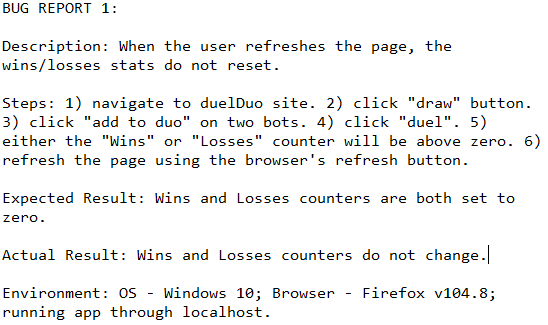 BUG REPORT 1:
Description: When the user refreshes the page, the
wins/losses stats do not reset.
Steps: 1) navigate to duelDuo site. 2) click "draw" button.
3) click "add to duo" on two bots. 4) click "duel". 5)
either the "Wins" or "Losses" counter will be above zero. 6)
refresh the page using the browser's refresh button.
Expected Result: Wins and Losses counters are both set to
zero.
Actual Result: Wins and Losses counters do not change.
Environment: OS - Windows 10; Browser - Firefox v104.8;
running app through localhost.